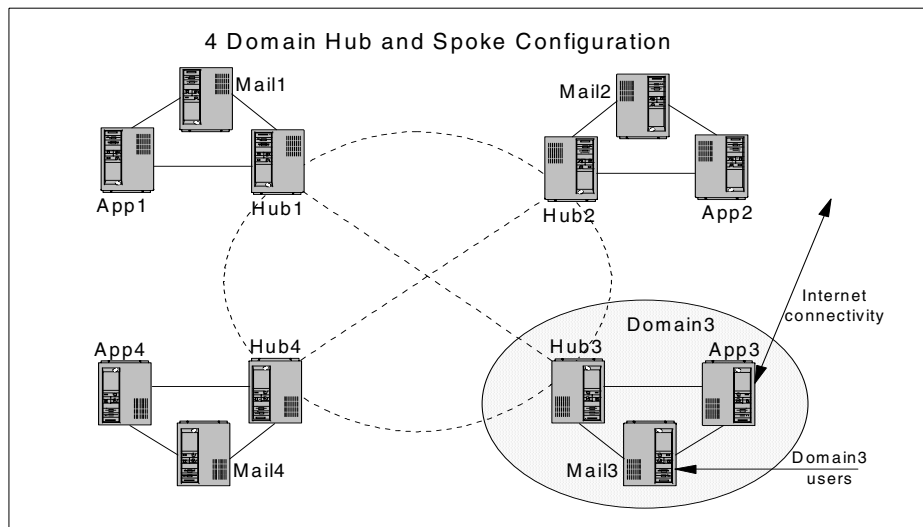 4 Domain Hub and Spoke Configuration
Mail1
Mail2
App1
Hub1
Hub2
App2
Internet
connectivity
Domain3
App4
Hub4
Hub3
App3
Mail4
Mail3
Domain3
users